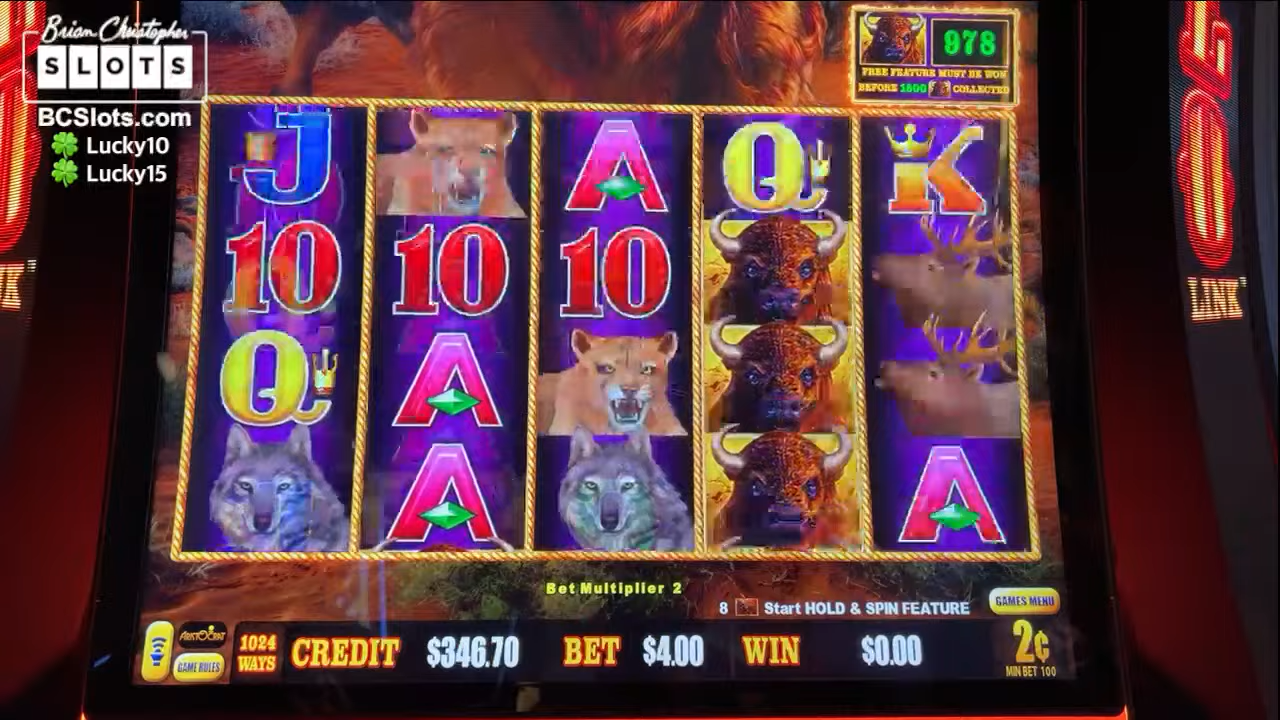 Brian Christopher
SLOTS
BCSlots.com
Lucky10
Lucky15
978
FREE FEATURE MUST BE WON
BEFORE 1800 COLLECTED
J
A
Q
K
10
10
10
Q
A
A
A
LINK
Bet Multiplier 2
8 Start HOLD & SPIN FEATURE
GAMES MENU
ARISTOCRAT
GAME RULES
1024
WAYS
CREDIT $346.70
BET $4.00
WIN $0.00
2¢
MIN BET 100